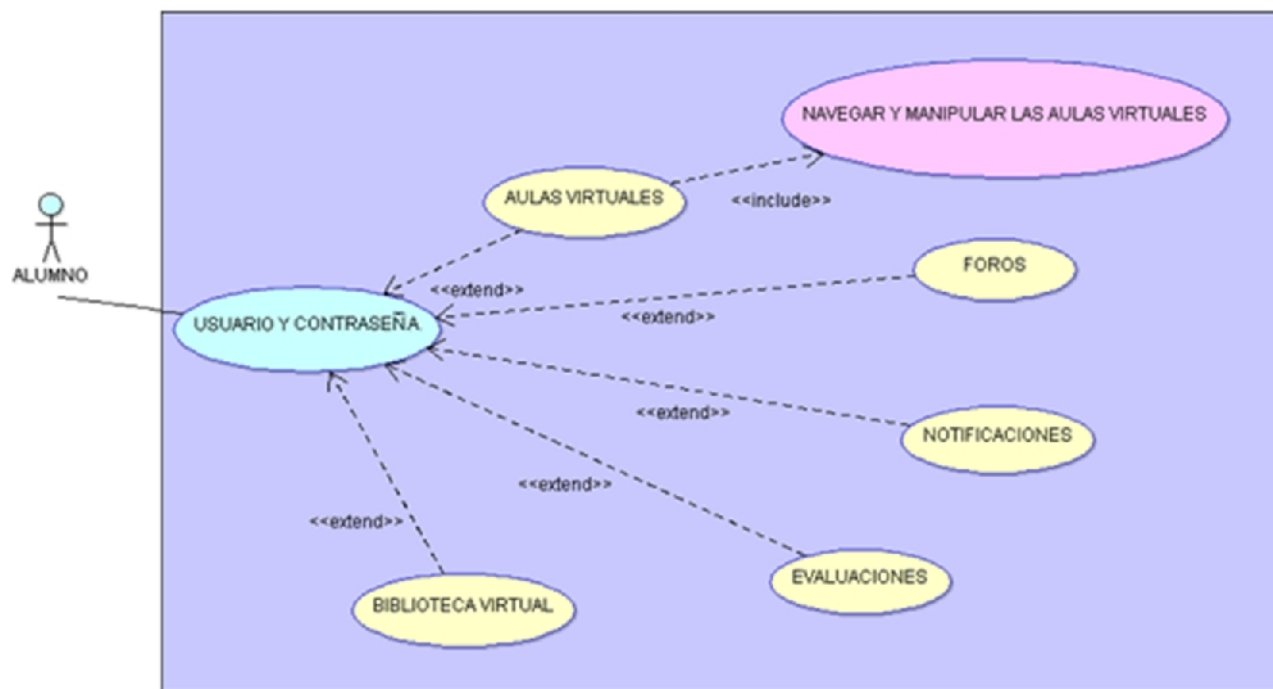 NAVEGAR Y MANIPULAR LAS AULAS VIRTUALES
AULAS VIRTUALES
<<include>>
ALUMNO
FOROS
<<extend>>
<<extend>>
USUARIO Y CONTRASEÑA.
<<extend>>
NOTIFICACIONES
<<extend>>
<<extend>>
EVALUACIONES
BIBLIOTECA VIRTUAL